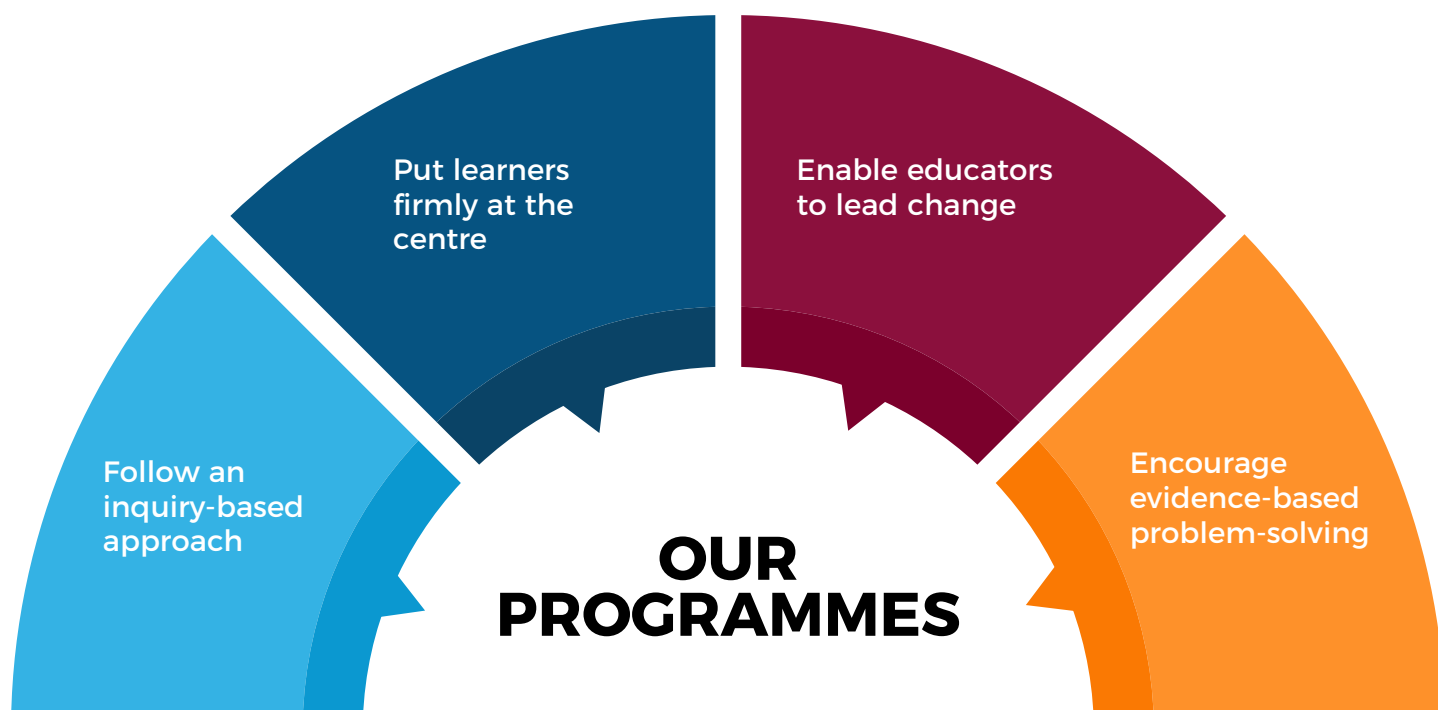 Put learners
firmly at the
centre
Enable educators
to lead change
Follow an
inquiry-based
approach
Encourage
evidence-based
problem-solving
OUR
PROGRAMMES